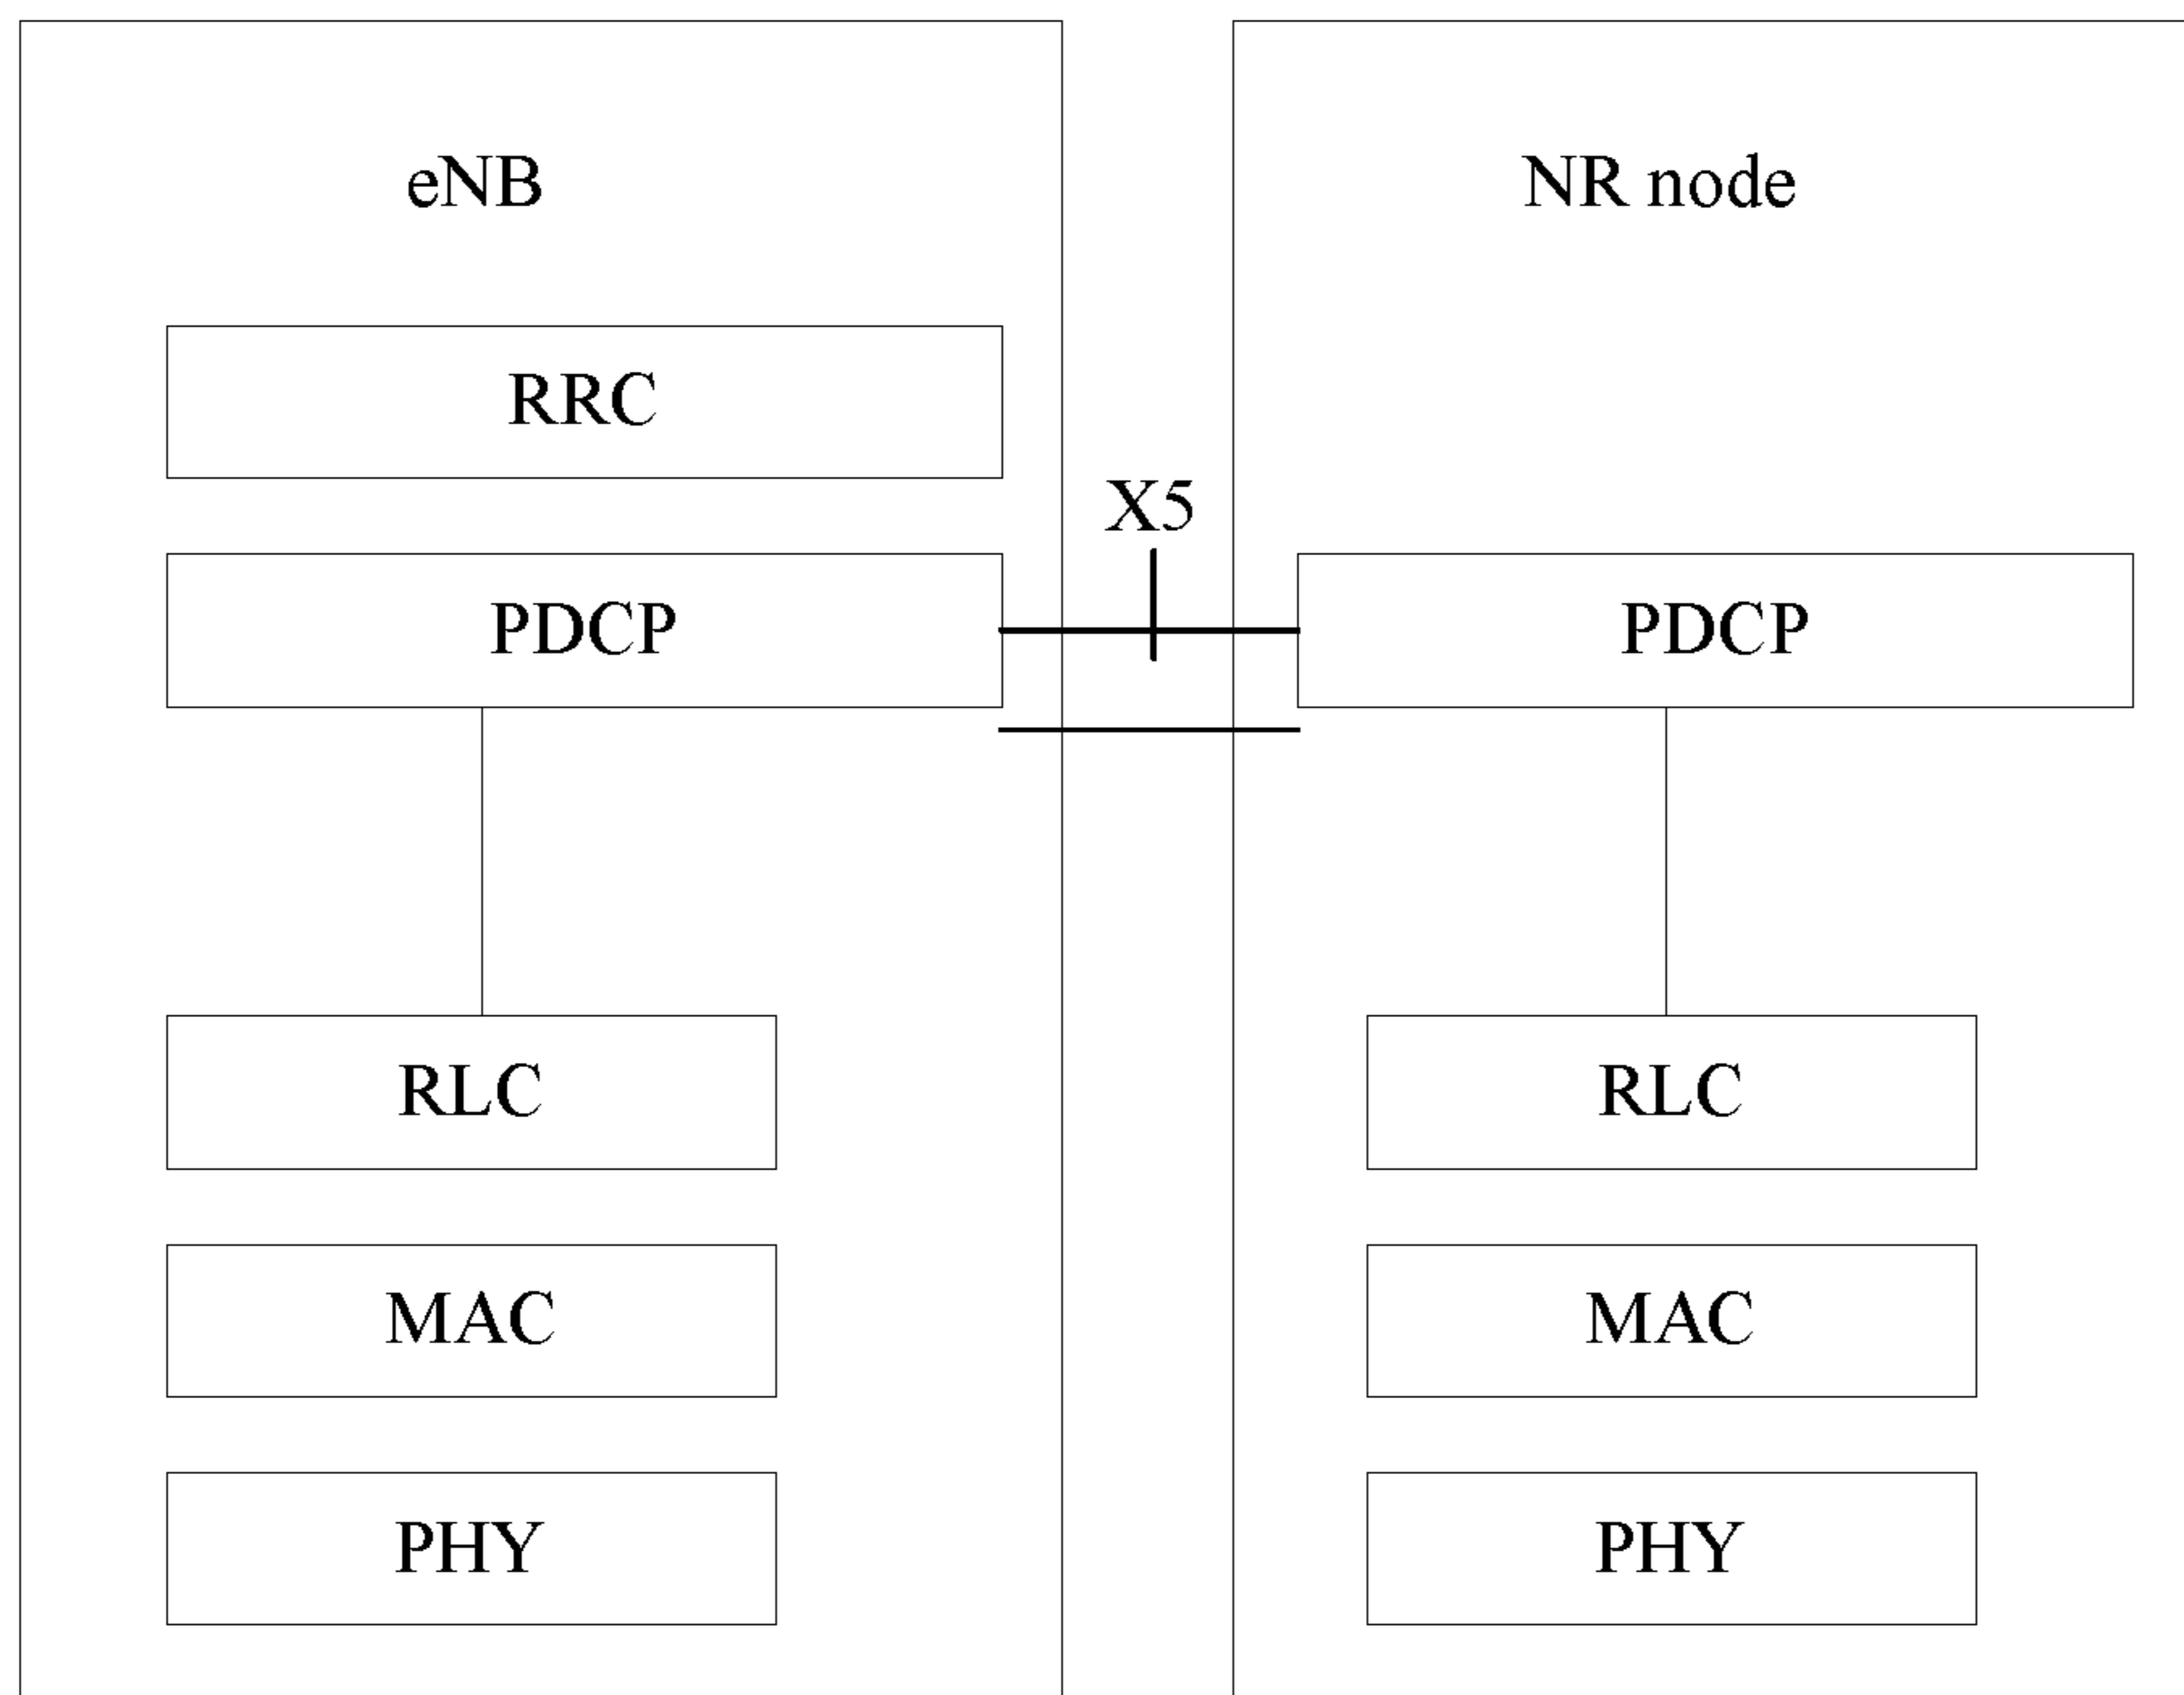 eNB
NR node
RRC
X5
PDCP
PDCP
RLC
RLC
MAC
MAC
PHY
PHY